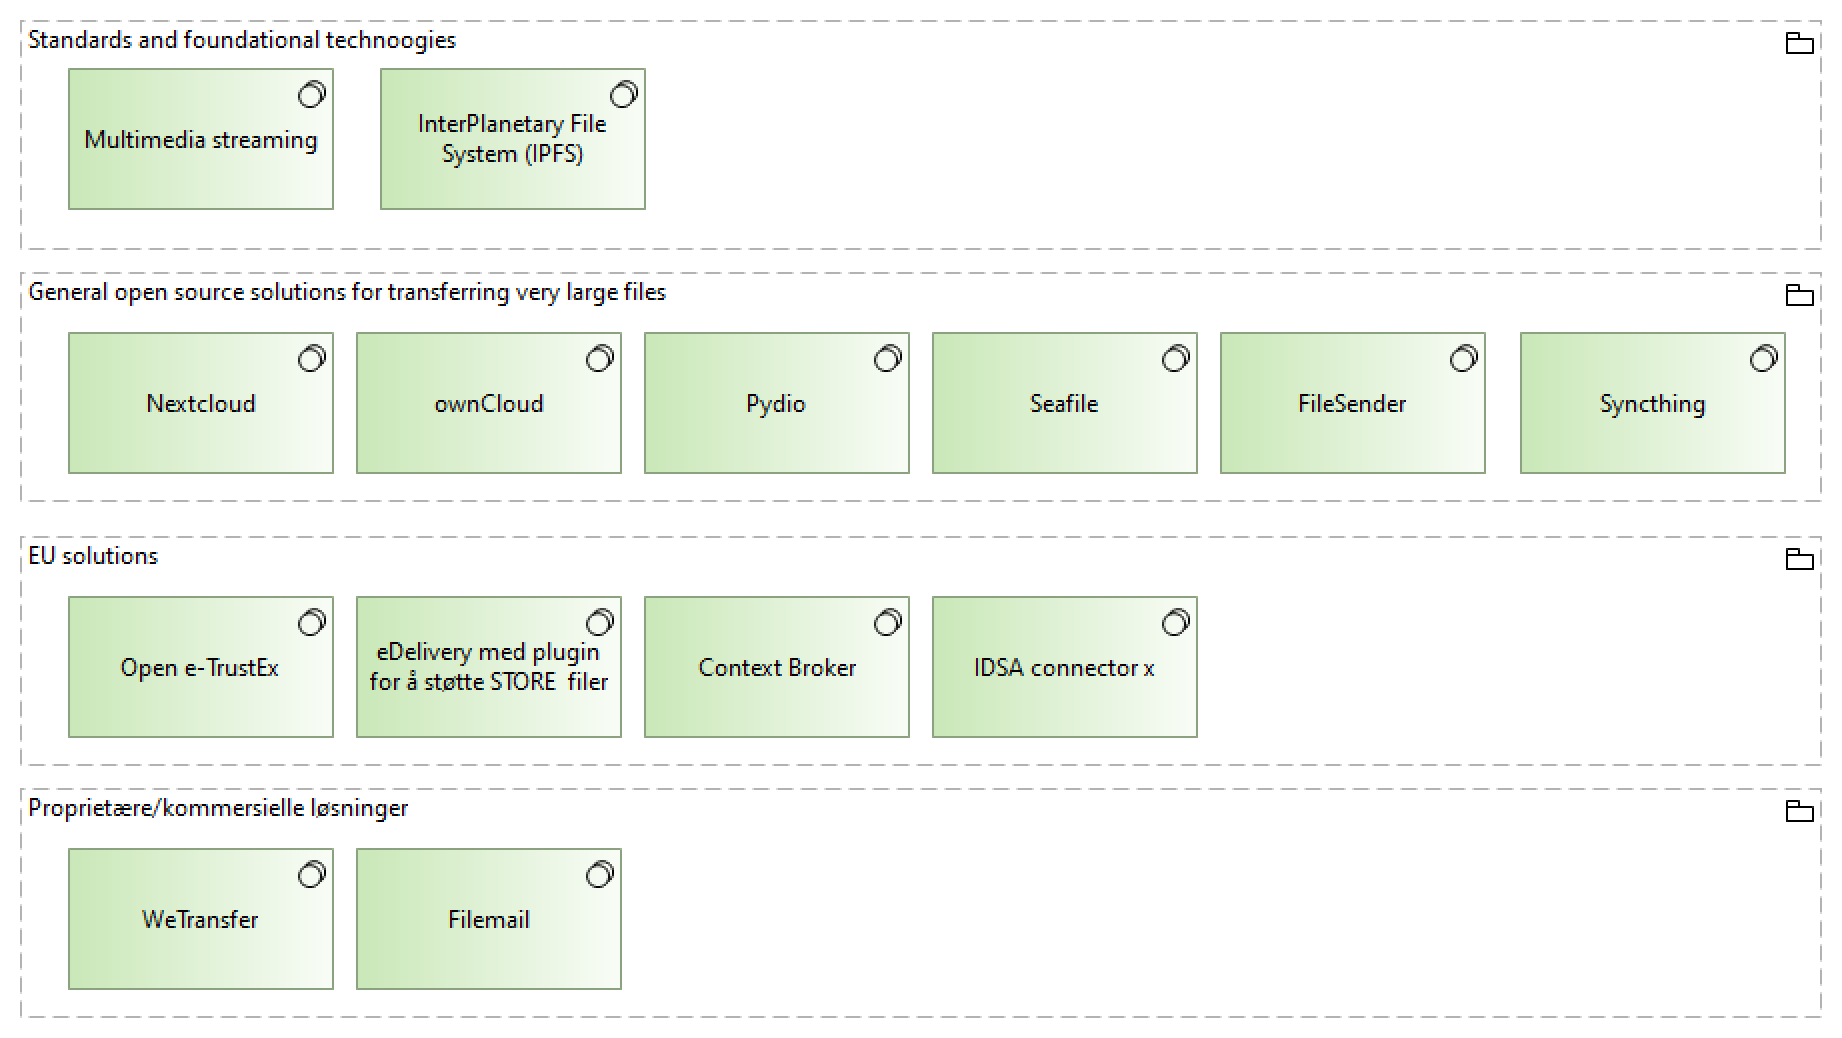 Standards and foundational technoogies
Multimedia streaming
InterPlanetary File
System (IPFS)
General open source solutions for transferring very large files
Nextcloud
ownCloud
Pydio
Seafile
FileSender
Syncthing
EU solutions
Open e-TrustEx
eDelivery med plugin
for å støtte STORE  filer
Context Broker
IDSA connector x
Proprietære/kommersielle løsninger
WeTransfer
Filemail